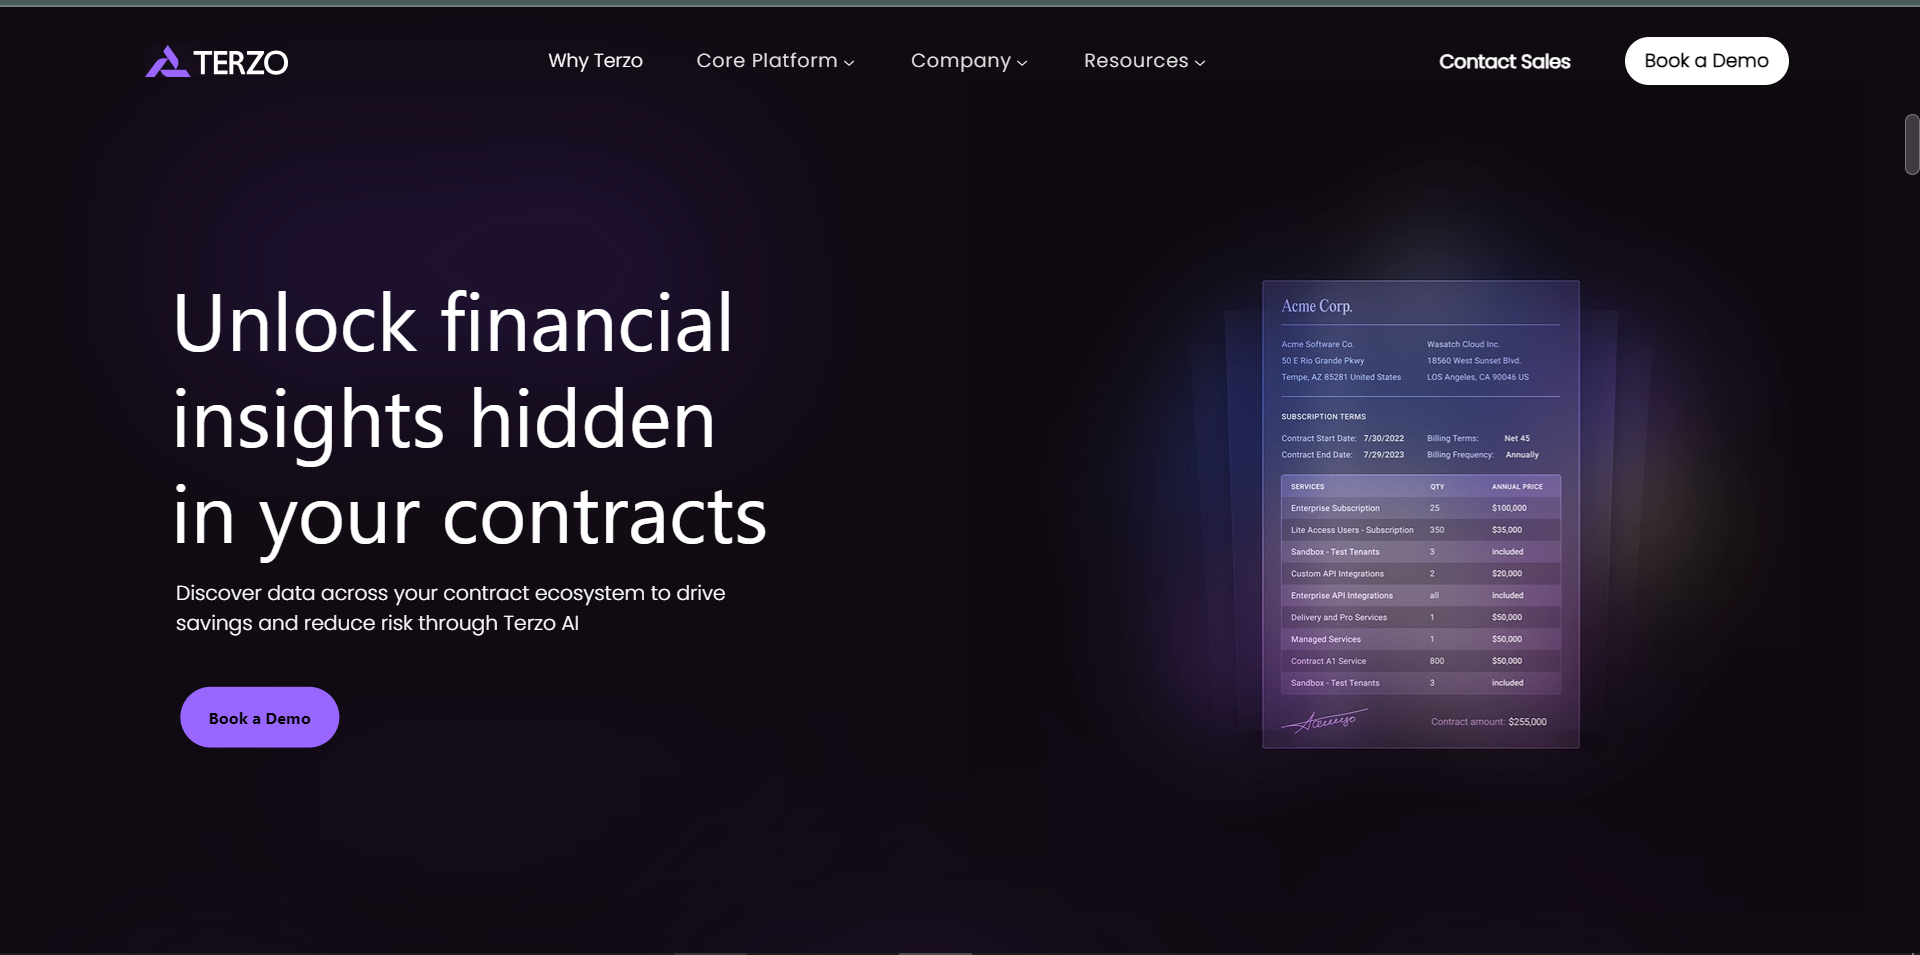 TERZO
Why Terzo
Core Platform
Company
Resources
Contact Sales
Book a Demo
Unlock financial
insights hidden
in your contracts
Discover data across your contract ecosystem to drive
savings and reduce risk through Terzo AI
Book a Demo
Acme Corp.
Acme Software Co.
50 E Rio Grande Pkwy
Tempe, AZ 85281 United States
Wasatch Cloud Inc.
18560 West Sunset Blvd.
LOS Angeles, CA 90046 US
SUBSCRIPTION TERMS
Contract Start Date: 7/30/2022 Billing Terms: Net 45
Contract End Date: 7/29/2023 Billing Frequency: Annually
SERVICES QTY ANNUAL PRICE
Enterprise Subscription 25 $100,000
Lite Access Users - Subscription 350 $35,000
Sandbox - Test Tenants 3 included
Custom API Integrations 2 $20,000
Enterprise API Integrations all included
Delivery and Pro Services 1 $50,000
Managed Services 1 $50,000
Contract A1 Service 800 $50,000
Sandbox - Test Tenants 3 included
Contract amount: $255,000